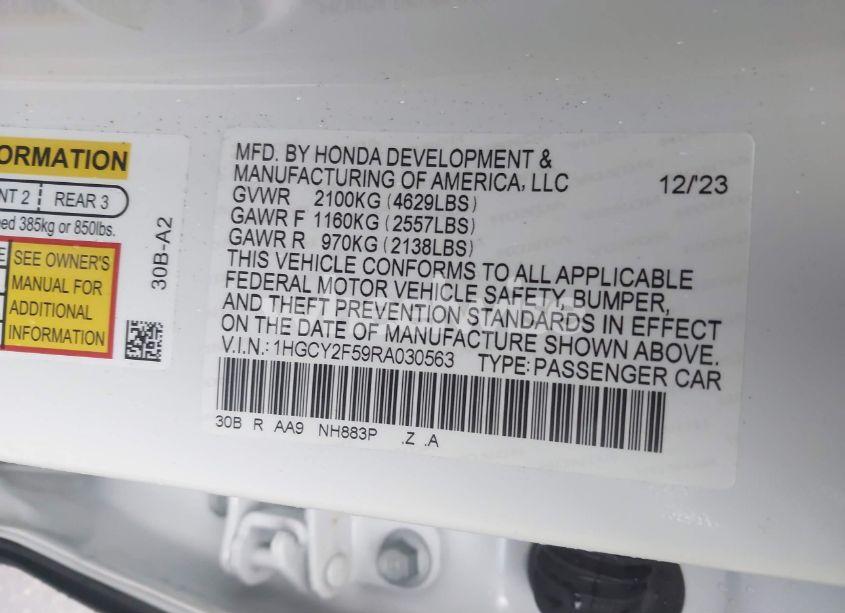 ORMATION
NT 2 REAR 3
ed 385kg or 850lbs.
E SEE OWNER'S
MANUAL FOR
ADDITIONAL
INFORMATION
30B-A2
MFD. BY HONDA DEVELOPMENT &
MANUFACTURING OF AMERICA, LLC 12/'23
GVWR 2100KG (4629LBS)
GAWR F 1160KG (2557LBS)
GAWR R 970KG (2138LBS)
THIS VEHICLE CONFORMS TO ALL APPLICABLE
FEDERAL MOTOR VEHICLE SAFETY, BUMPER,
AND THEFT PREVENTION STANDARDS IN EFFECT
ON THE DATE OF MANUFACTURE SHOWN ABOVE.
V.I.N.: 1HGCY2F59RA030563 TYPE: PASSENGER CAR
30B R AA9 NH883P .Z .A